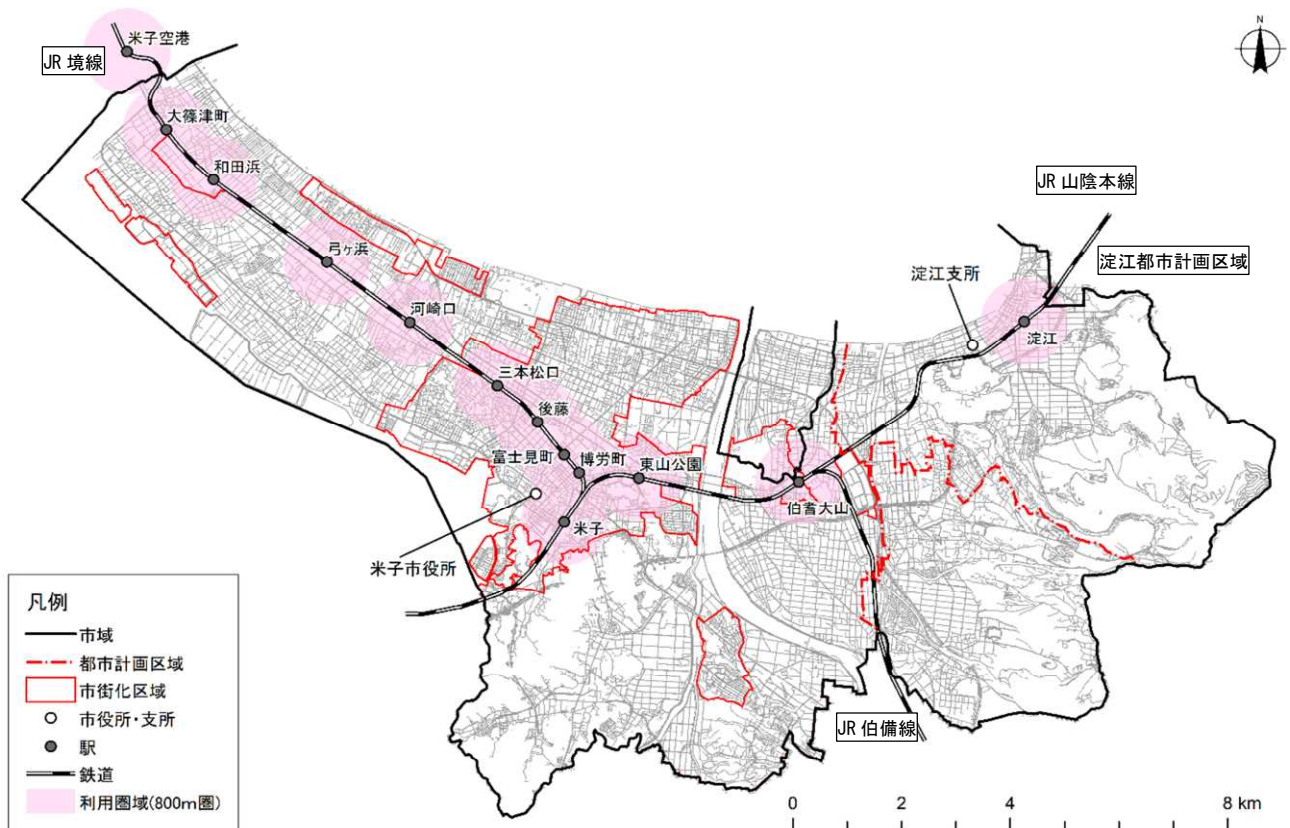 N
米子空港
JR 境線
大篠津町
和田浜
JR 山陰本線
弓ヶ浜
淀江都市計画区域
淀江支所
河崎口
淀江
三本松口
後藤
富士見町
博労町
東山公園
伯耆大山
米子
米子市役所
凡例
市域
都市計画区域
市街化区域
市役所・支所
駅
鉄道
利用圏域(800m圏)
JR 伯備線
0 2 4 8 km